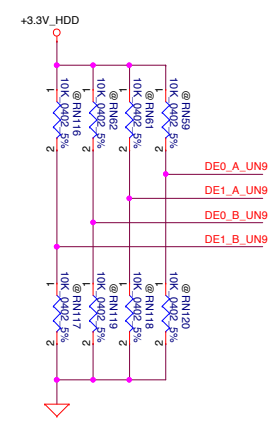 +3.3V_HDD
1
@
RN116
10K_0402_5%
2
1
@
RN62
10K_0402_5%
2
1
@
RN61
10K_0402_5%
2
1
@
RN59
10K_0402_5%
2
DE0_A_UN9
DE1_A_UN9
DE0_B_UN9
DE1_B_UN9
1
@
RN117
10K_0402_5%
2
1
@
RN119
10K_0402_5%
2
1
@
RN118
10K_0402_5%
2
1
@
RN120
10K_0402_5%
2